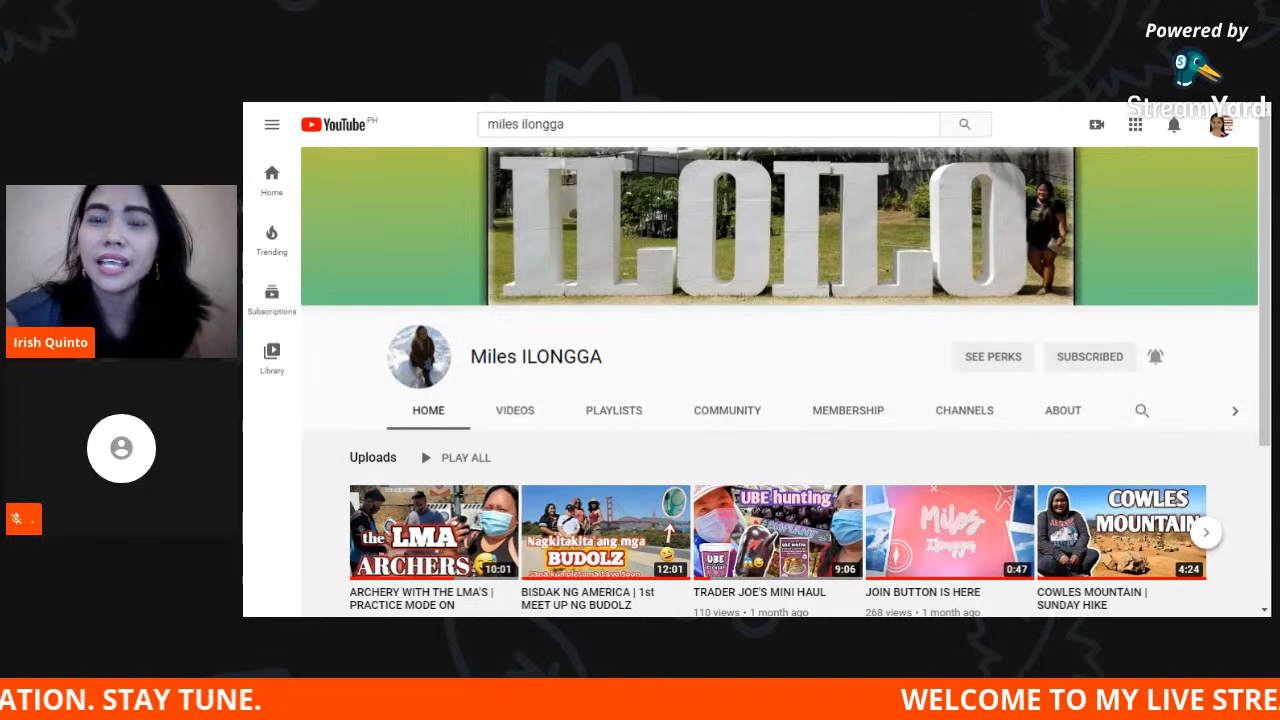 Powered by
StreamYard
YouTube PH
miles ilongga
Home
Trending
Subscriptions
Library
ILOILO
Miles ILONGGA
SEE PERKS
SUBSCRIBED
HOME
VIDEOS
PLAYLISTS
COMMUNITY
MEMBERSHIP
CHANNELS
ABOUT
Uploads
PLAY ALL
the LMA
ARCHERS
10:01
Nagkitakita ang mga
BUDOLZ
12:01
UBE hunting
UBE
9:06
Miles
Ilongga
0:47
COWLES
MOUNTAIN
4:24
ARCHERY WITH THE LMA'S |
PRACTICE MODE ON
BISDAK NG AMERICA | 1st
MEET UP NG BUDOLZ
TRADER JOE'S MINI HAUL
110 views • 1 month ago
JOIN BUTTON IS HERE
268 views • 1 month ago
COWLES MOUNTAIN |
SUNDAY HIKE
Irish Quinto
.
ATION. STAY TUNE.
WELCOME TO MY LIVE STRE